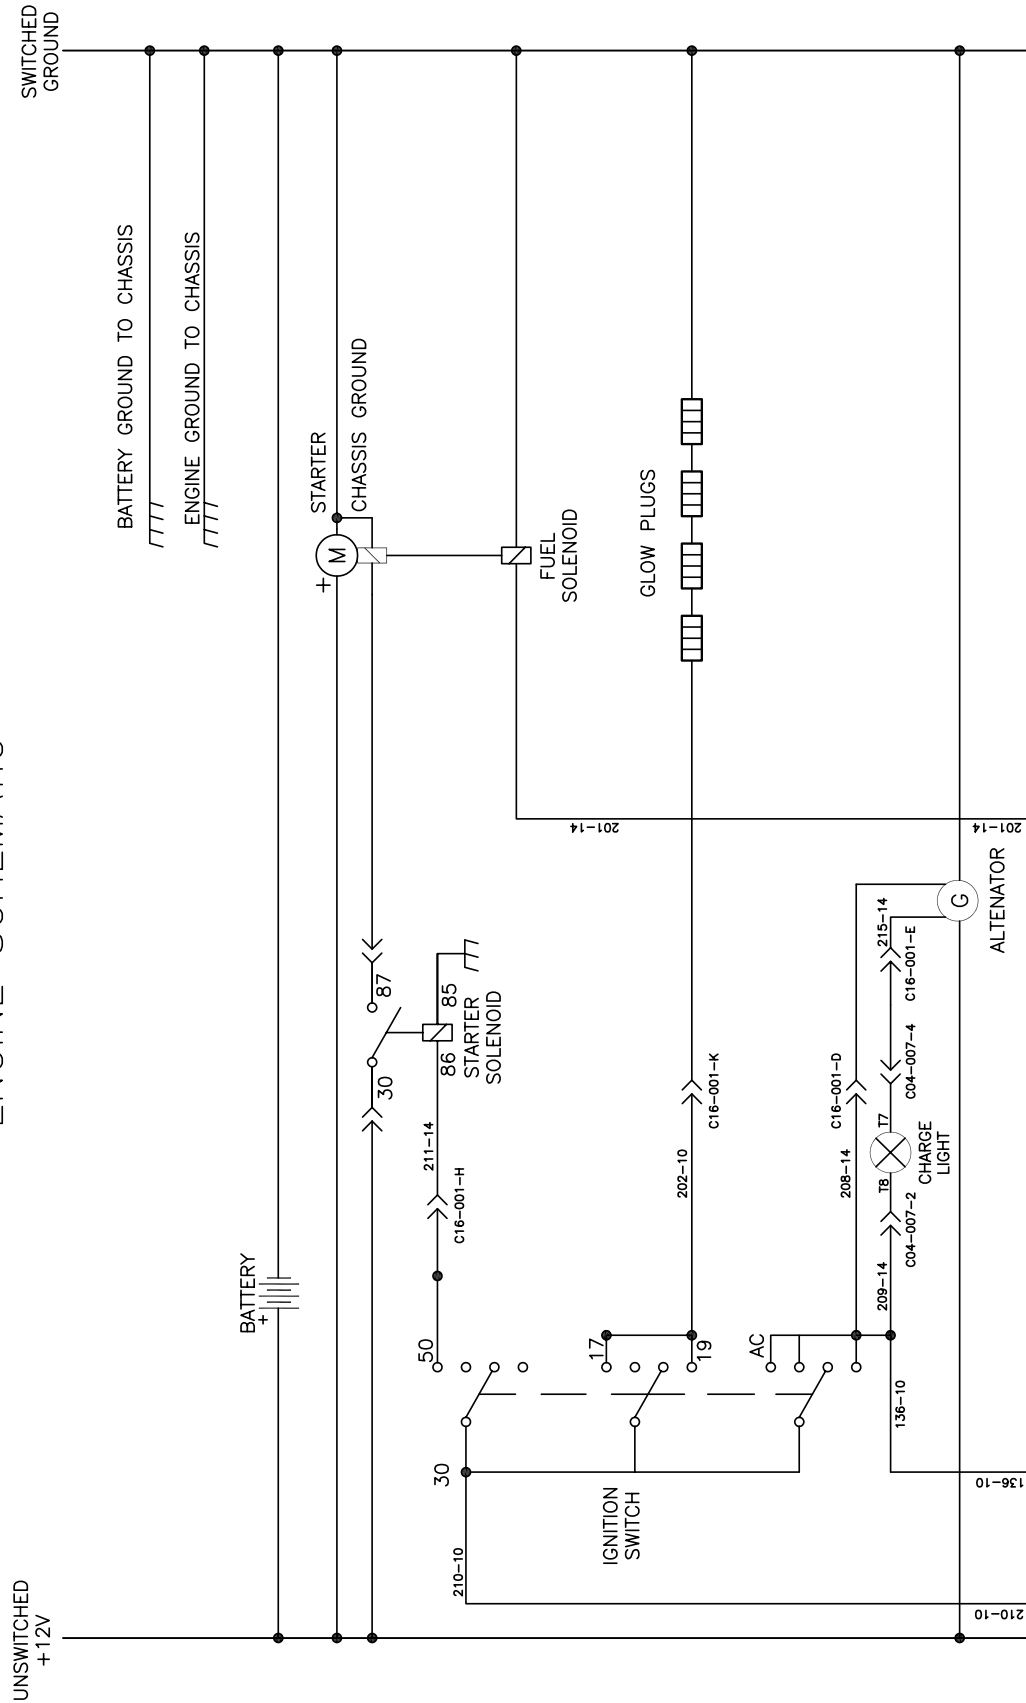 SWITCHED
GROUND
BATTERY GROUND TO CHASSIS
ENGINE GROUND TO CHASSIS
STARTER
CHASSIS GROUND
M
+
FUEL
SOLENOID
GLOW PLUGS
201-14
201-14
G
ALTENATOR
215-14
C16-001-E
87
30
85
86
STARTER
SOLENOID
211-14
C16-001-H
C16-001-K
202-10
C16-001-D
208-14
C04-007-4
T7
T8
CHARGE
LIGHT
C04-007-2
209-14
BATTERY
+
50
17
19
AC
136-10
136-10
30
IGNITION
SWITCH
210-10
210-10
UNSWITCHED
+12V